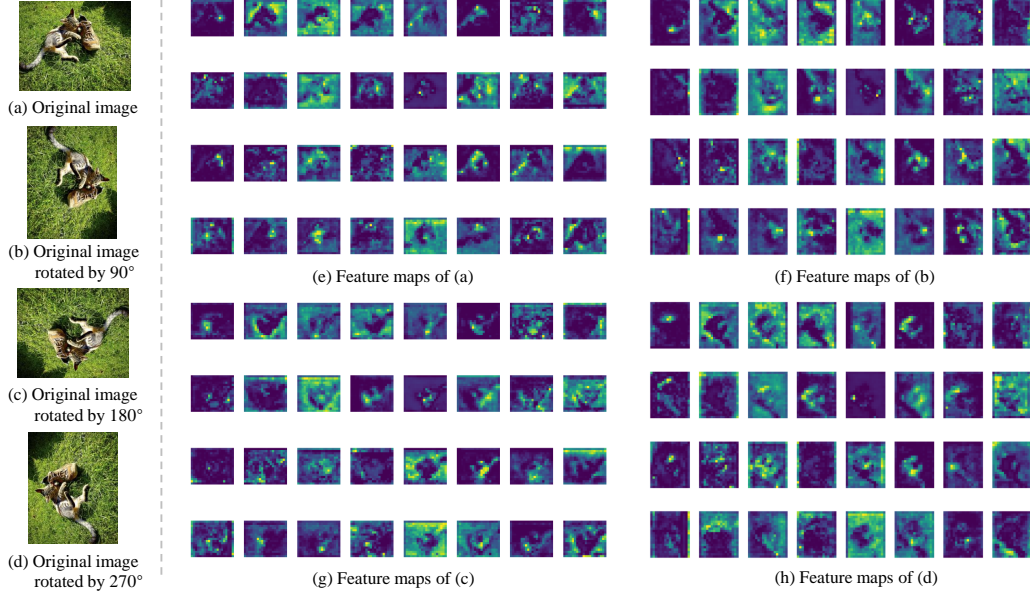 (a) Original image
(b) Original image
rotated by 90°
(c) Original image
rotated by 180°
(d) Original image
rotated by 270°
(e) Feature maps of (a)
(f) Feature maps of (b)
(g) Feature maps of (c)
(h) Feature maps of (d)